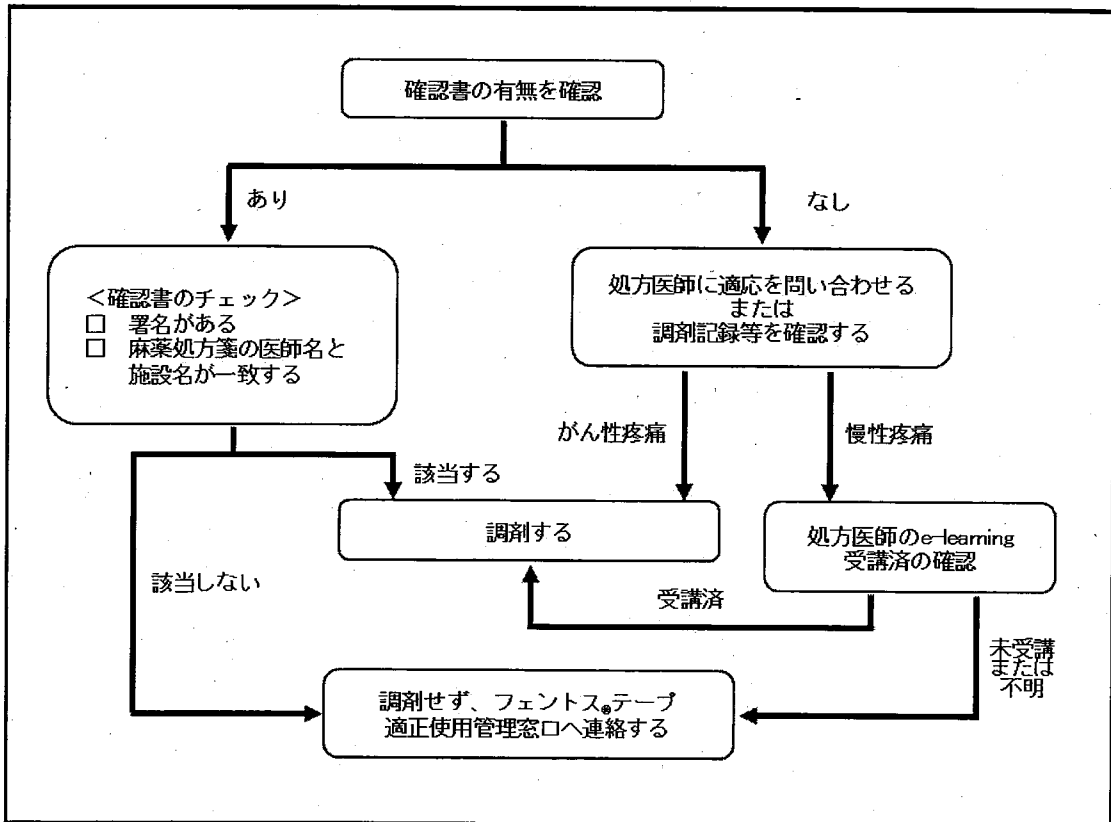 確認書の有無を確認
あり
なし
<確認書のチェック>
□ 署名がある
□ 麻薬処方箋の医師名と
施設名が一致する
処方医師に適応を問い合わせる
または
調剤記録等を確認する
がん性疼痛
慢性疼痛
該当する
調剤する
処方医師のe-learning
受講済の確認
該当しない
受講済
未受講
または
不明
調剤せず、フェントス®テープ
適正使用管理窓口へ連絡する